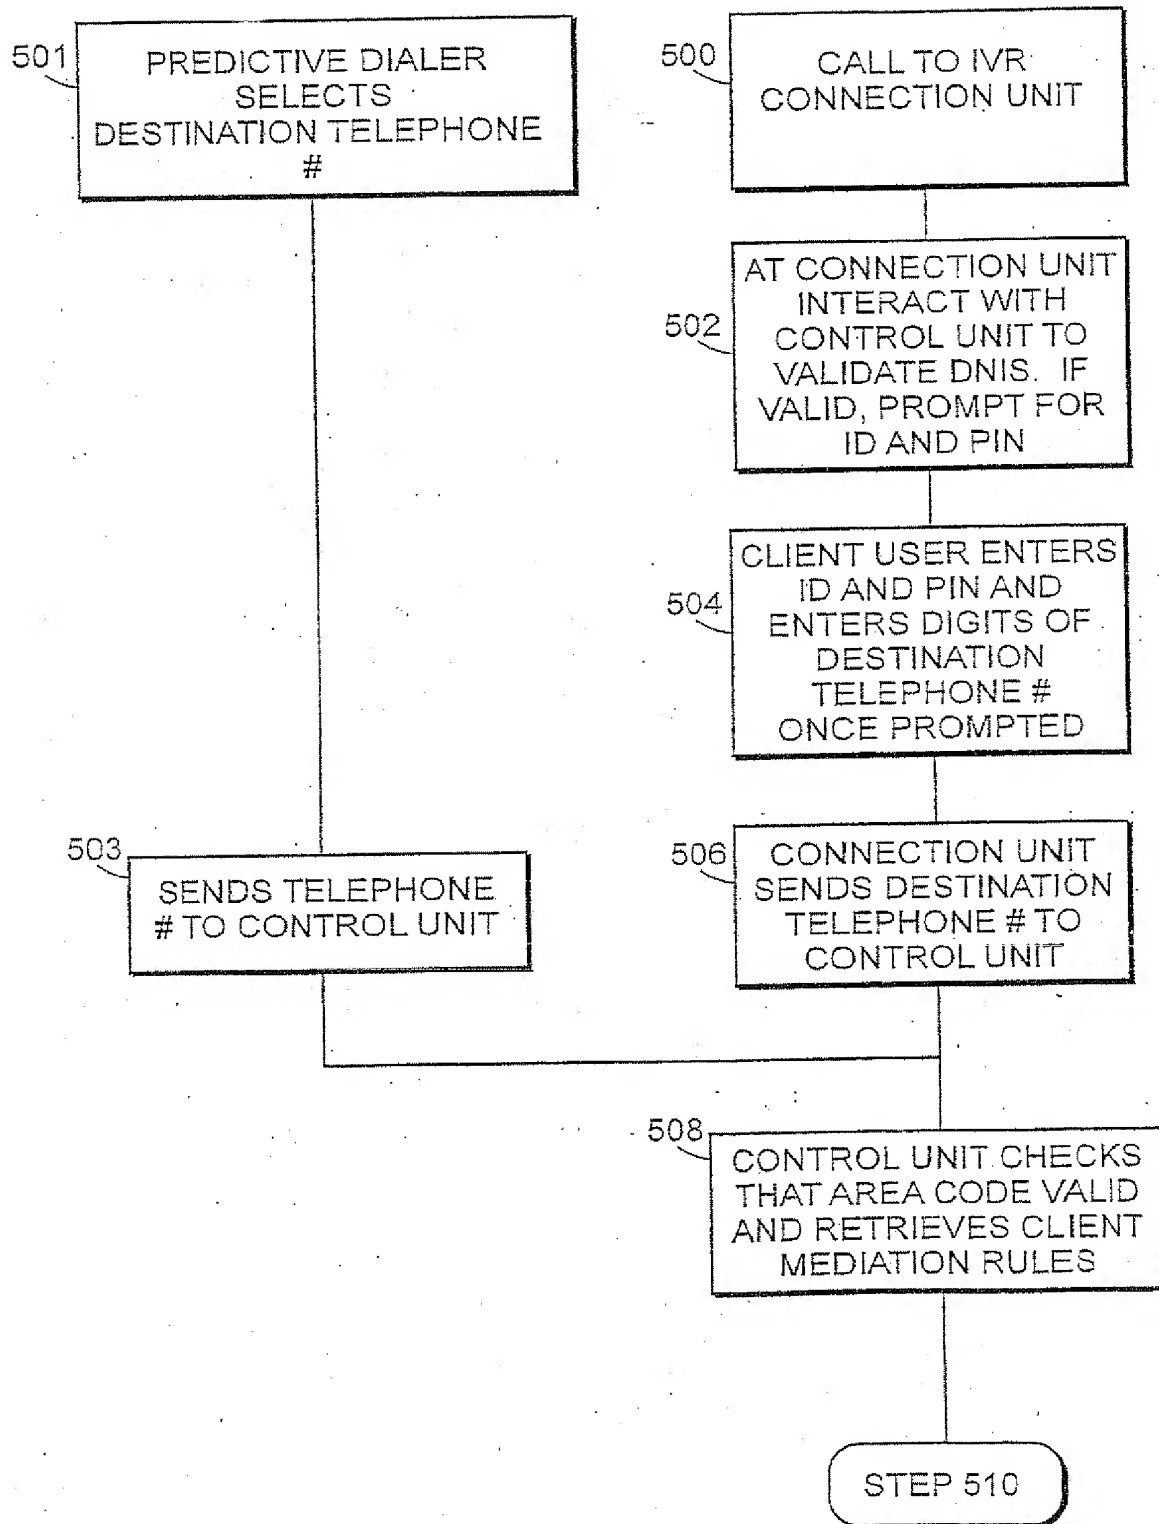 501
PREDICTIVE DIALER
SELECTS
DESTINATION TELEPHONE
#
500
CALL TO IVR
CONNECTION UNIT
502
AT CONNECTION UNIT
INTERACT WITH
CONTROL UNIT TO
VALIDATE DNIS. IF
VALID, PROMPT FOR
ID AND PIN
504
CLIENT USER ENTERS
ID AND PIN AND
ENTERS DIGITS OF
DESTINATION
TELEPHONE #
ONCE PROMPTED
503
SENDS TELEPHONE
# TO CONTROL UNIT
506
CONNECTION UNIT
SENDS DESTINATION
TELEPHONE # TO
CONTROL UNIT
508
CONTROL UNIT CHECKS
THAT AREA CODE VALID
AND RETRIEVES CLIENT
MEDIATION RULES
STEP 510